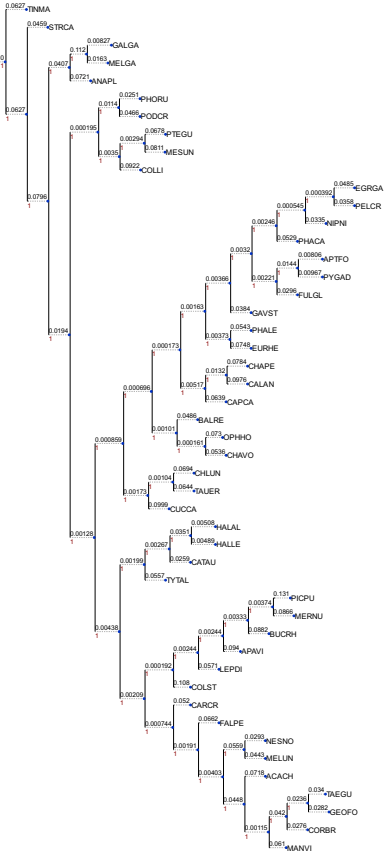 0.0627 TINMA
0.0459 STRCA
0.00827 GALGA
0.112
0.0163 MELGA
0.0407
0.0721 ANAPL
0.0627
0.0251 PHORU
0.0114
0.0466 PODCR
0.000195
0.0678 PTEGU
0.00294
0.0811 MESUN
0.0035
0.0922 COLLI
0.0796
0.0485 EGRGA
0.000392
0.0358 PELCR
0.000545
0.0335 NIPNI
0.00246
0.0529 PHACA
0.0032
0.00806 APTFO
0.0144
0.00967 PYGAD
0.00221
0.0296 FULGL
0.00366
0.0384 GAVST
0.00163
0.0543 PHALE
0.00373
0.0748 EURHE
0.0194
0.000173
0.0784 CHAPE
0.0132
0.0976 CALAN
0.00517
0.0639 CAPCA
0.000696
0.0486 BALRE
0.00101
0.073 OPHHO
0.000161
0.0536 CHAVO
0.000859
0.0694 CHLUN
0.00104
0.0644 TAUER
0.00173
0.0999 CUCCA
0.00128
0.00508 HALAL
0.0351
0.00489 HALLE
0.00267
0.0259 CATAU
0.00199
0.0557 TYTAL
0.00438
0.131 PICPU
0.00374
0.0866 MERNU
0.00333
0.0882 BUCRH
0.00244
0.094 APAVI
0.00244
0.0571 LEPDI
0.000192
0.108 COLST
0.00209
0.052 CARCR
0.000744
0.0662 FALPE
0.00191
0.0293 NESNO
0.0559
0.0443 MELUN
0.00403
0.0718 ACACH
0.0448
0.034 TAEGU
0.0236
0.0282 GEOFO
0.042
0.0276 CORBR
0.00115
0.061 MANVI